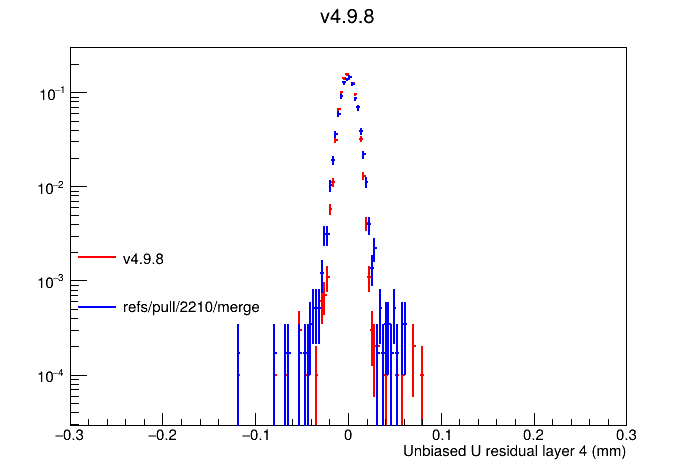 v4.9.8
10⁻¹
10⁻²
v4.9.8
10⁻³
refs/pull/2210/merge
10⁻⁴
−0.3 −0.2 −0.1 0 0.1 0.2 0.3
Unbiased U residual layer 4 (mm)